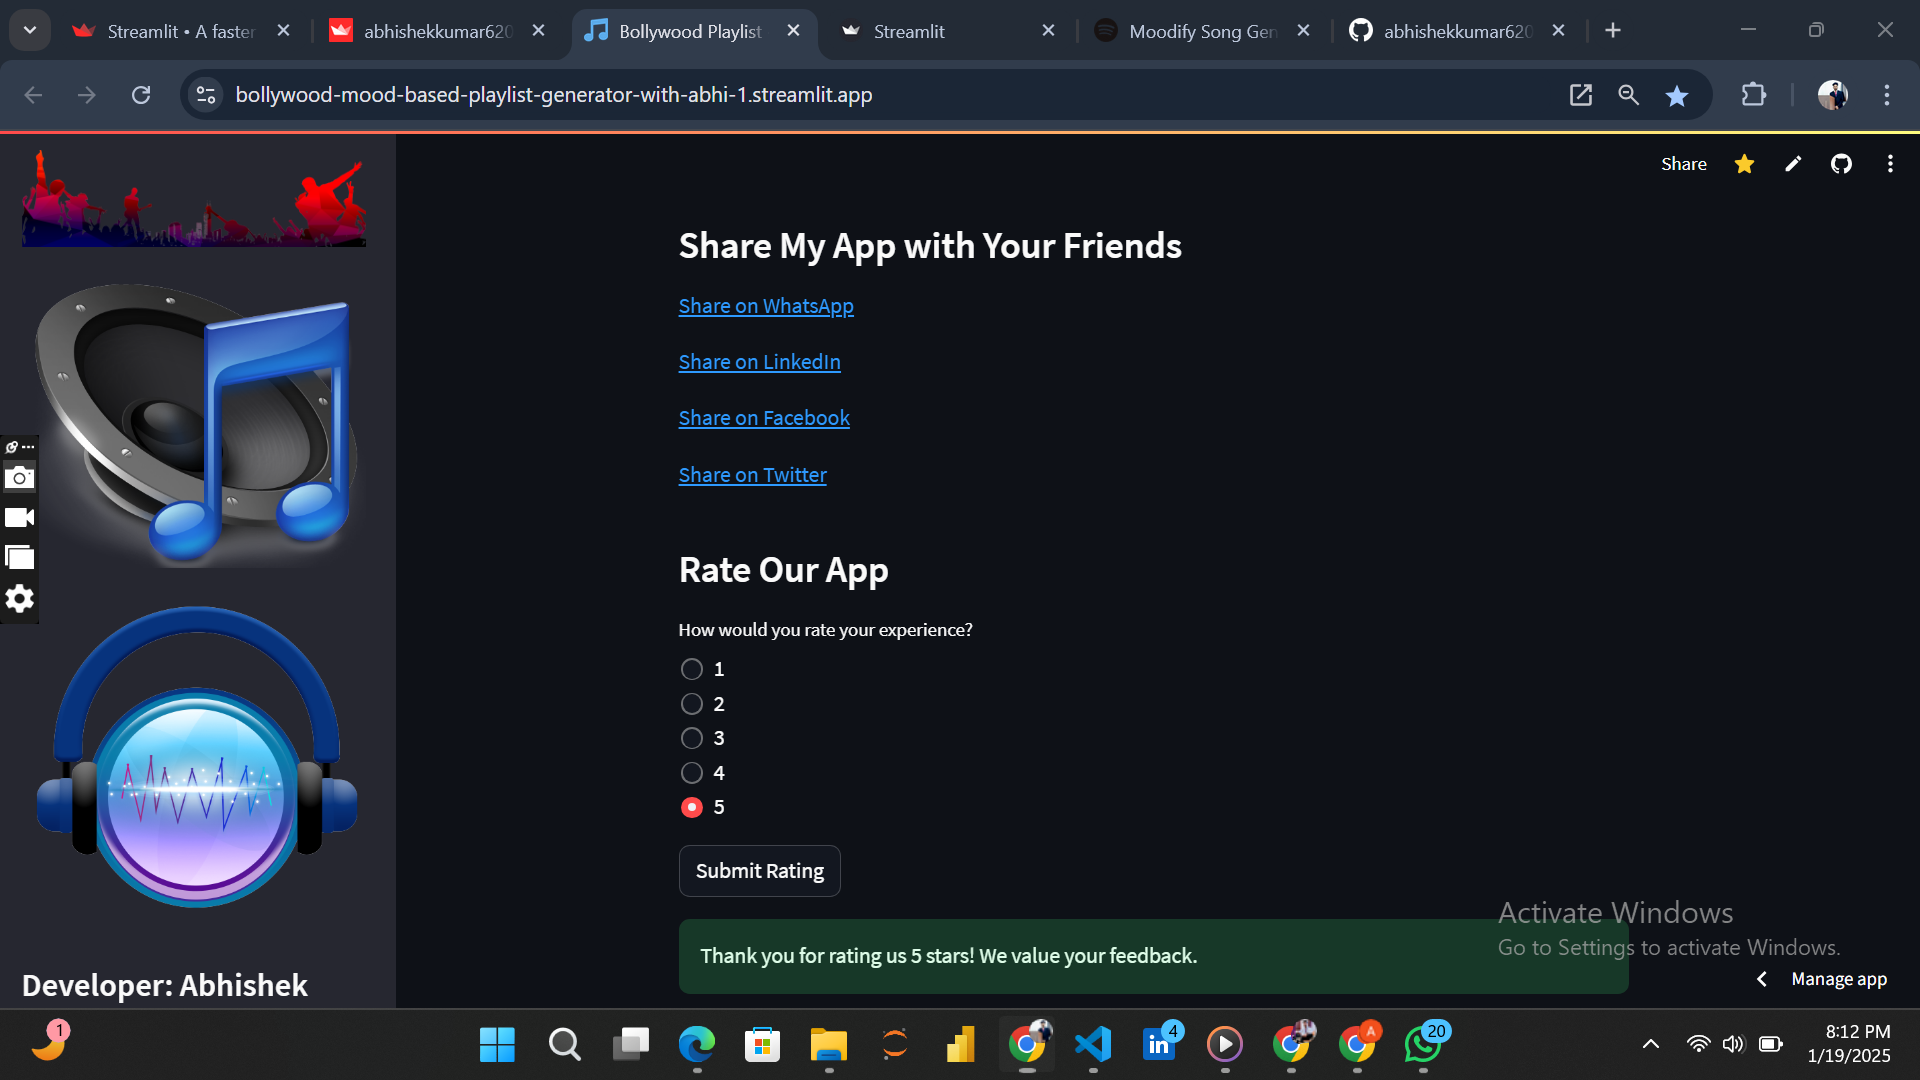 Streamlit • A faster
abhishekkumar620
Bollywood Playlist
Streamlit
Moodify Song Gen
abhishekkumar620
bollywood-mood-based-playlist-generator-with-abhi-1.streamlit.app
Share
Share My App with Your Friends
Share on WhatsApp
Share on LinkedIn
Share on Facebook
Share on Twitter
Rate Our App
How would you rate your experience?
1
2
3
4
5
Submit Rating
Thank you for rating us 5 stars! We value your feedback.
Activate Windows
Go to Settings to activate Windows.
Manage app
Developer: Abhishek
1
in
4
A
20
8:12 PM
1/19/2025